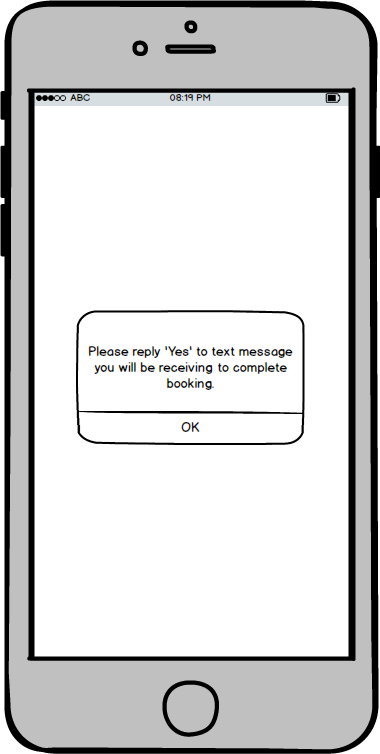 ABC 08:19 PM
Please reply 'Yes' to text message
you will be receiving to complete
booking.
OK